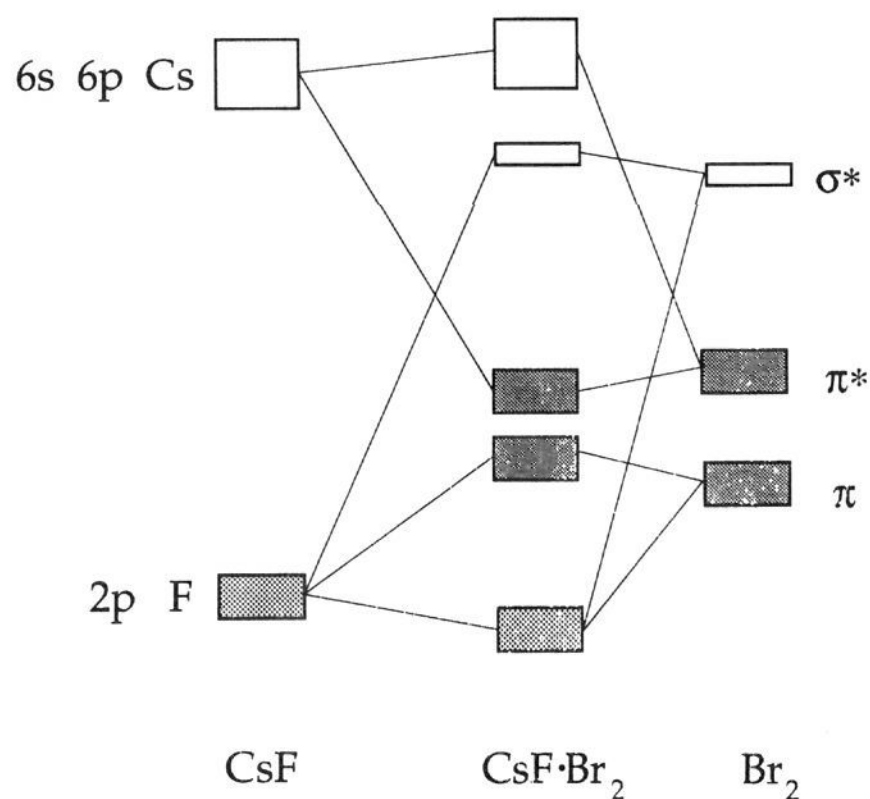 6s 6p Cs
σ*
π*
π
2p F
CsF
CsF·Br₂
Br₂